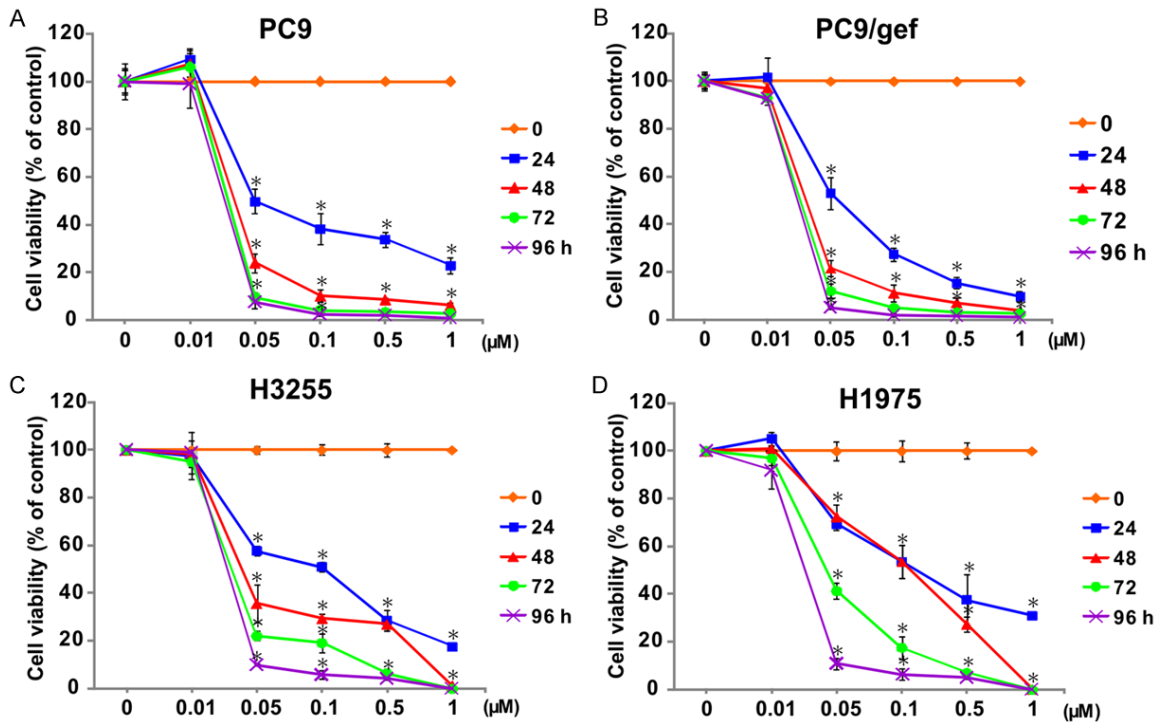 A
PC9
Cell viability (% of control)
120
100
80
60
40
20
0
0 0.01 0.05 0.1 0.5 1 (μM)
* * * *
* * * *
* *
0
24
48
72
96 h
B
PC9/gef
Cell viability (% of control)
120
100
80
60
40
20
0
0 0.01 0.05 0.1 0.5 1 (μM)
* * * *
* * * *
* *
0
24
48
72
96 h
C
H3255
Cell viability (% of control)
120
100
80
60
40
20
0
0 0.01 0.05 0.1 0.5 1 (μM)
* * * *
* *
* * *
* * * *
0
24
48
72
96 h
D
H1975
Cell viability (% of control)
120
100
80
60
40
20
0
0 0.01 0.05 0.1 0.5 1 (μM)
* * * *
* *
* * * *
* *
0
24
48
72
96 h